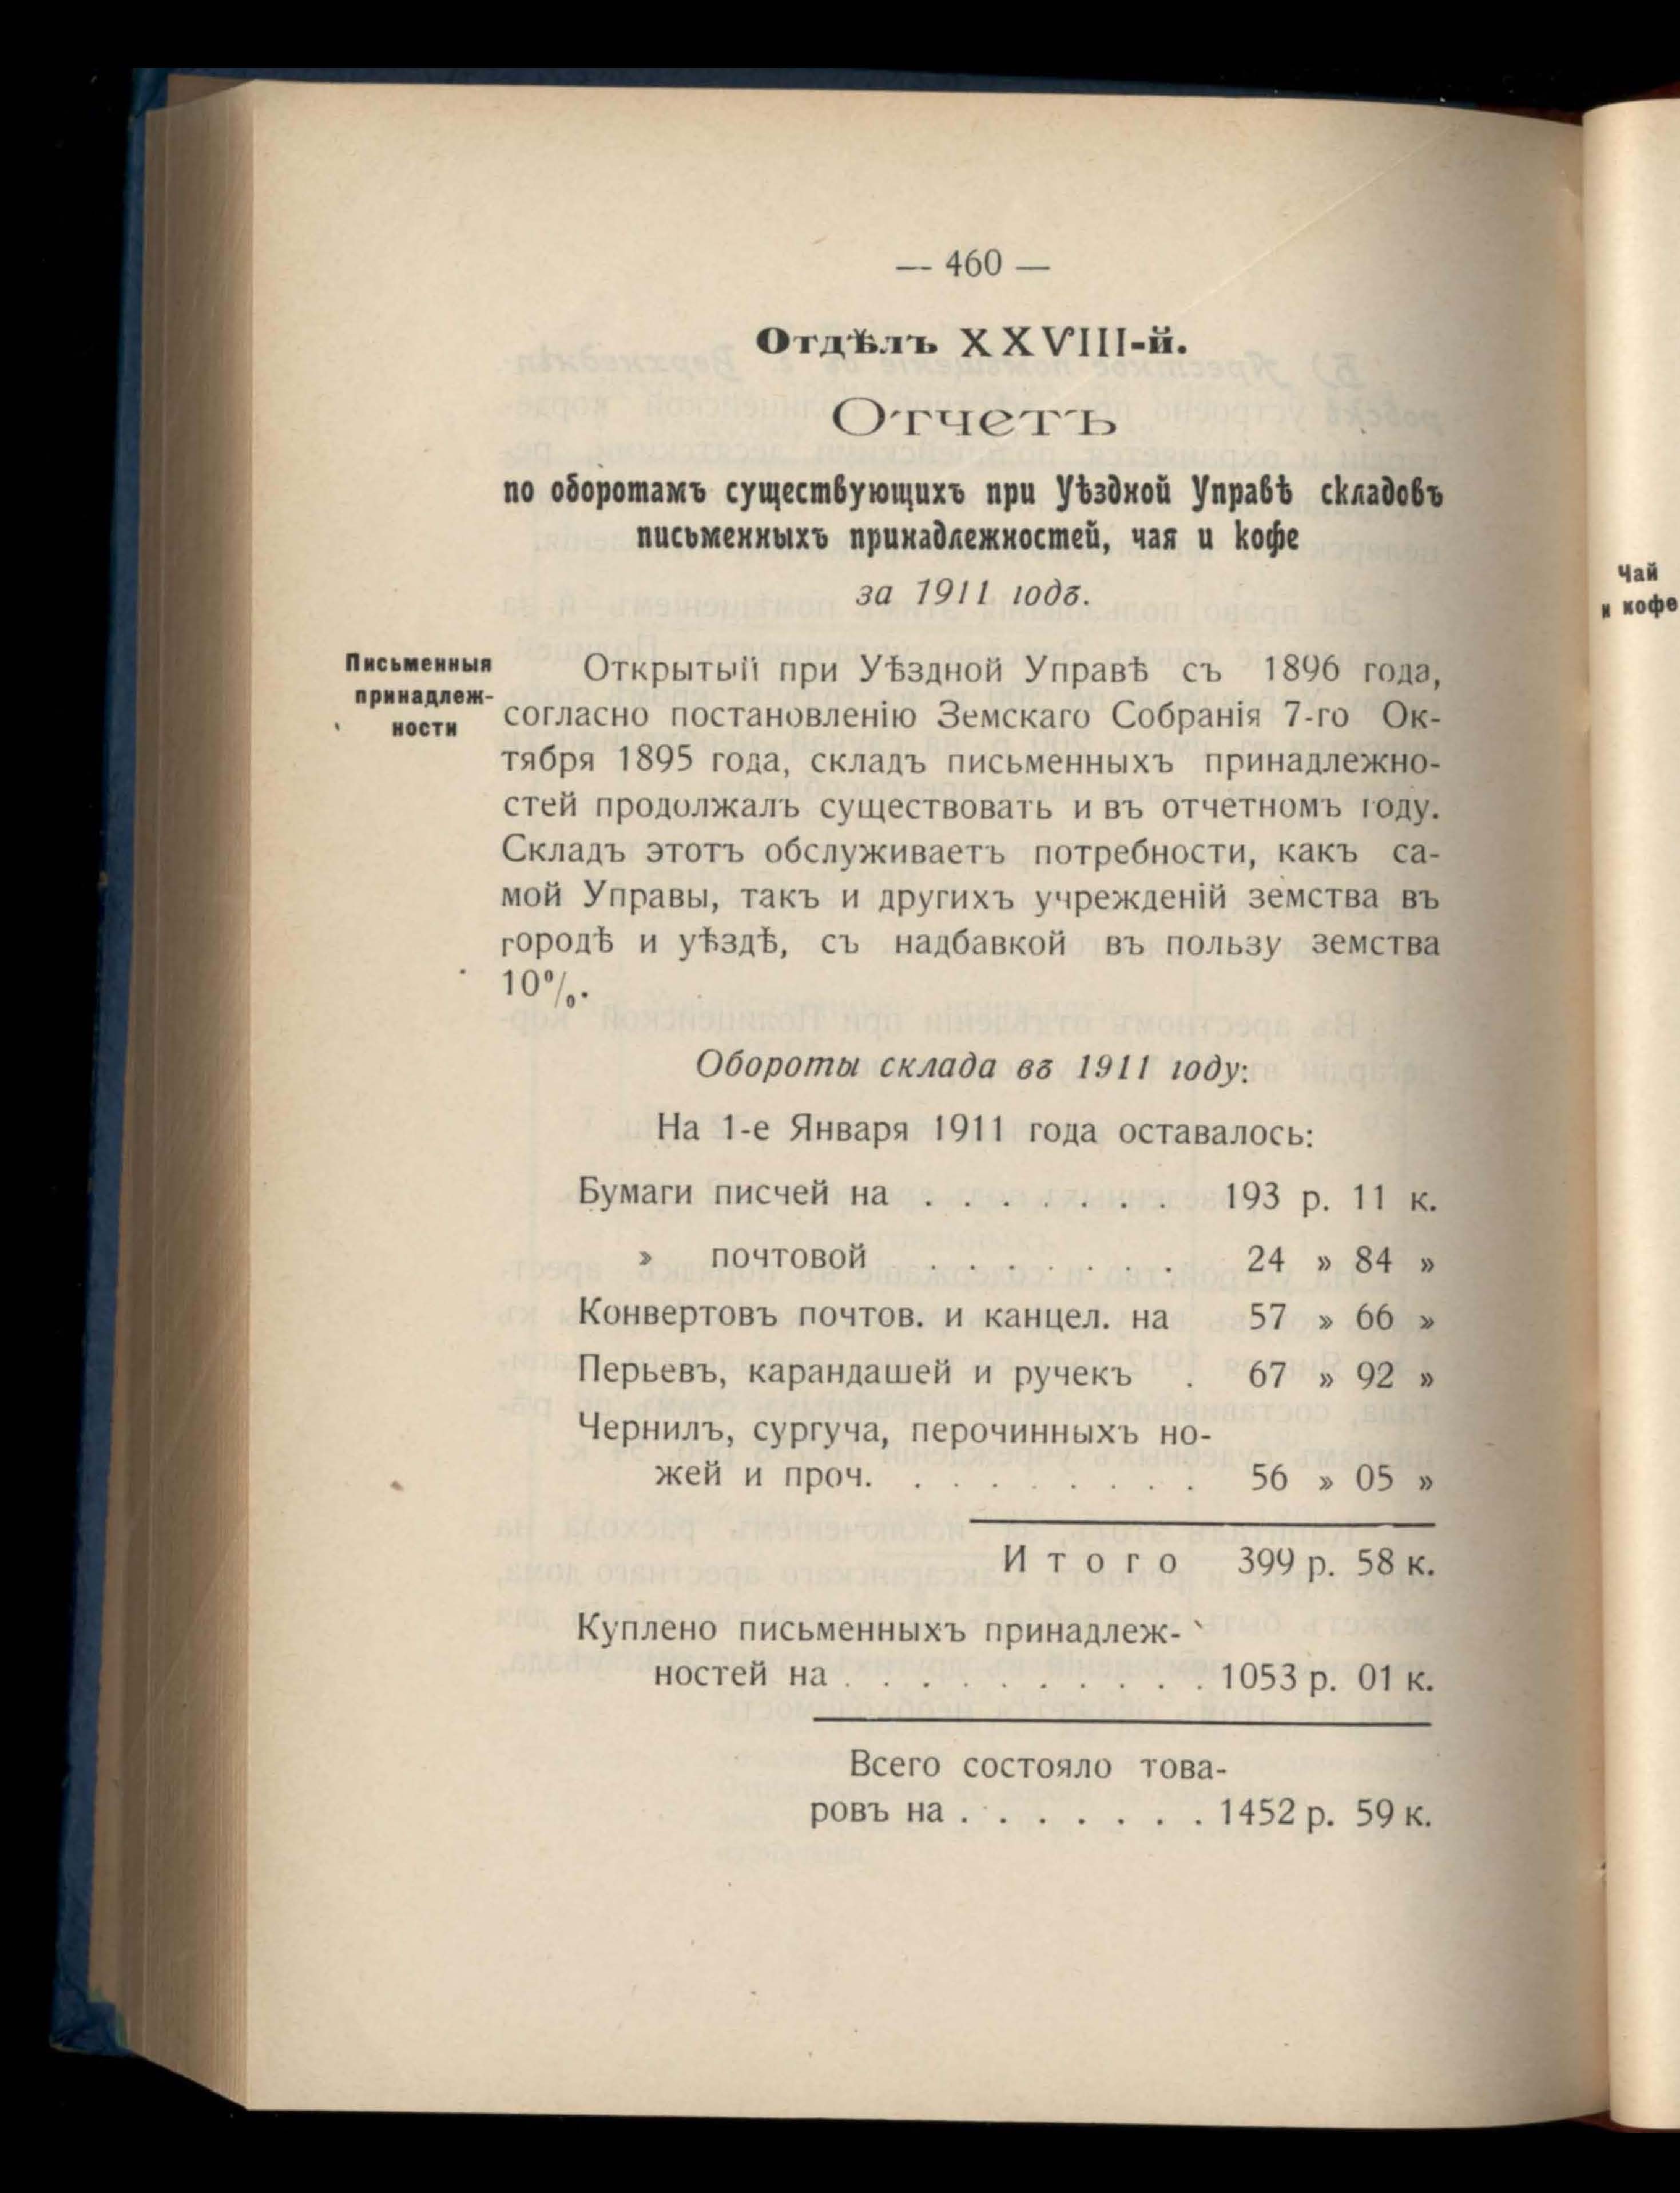 — 460 —
Отдѣлъ XXVIII-й.
Отчетъ
по оборотамъ существующихъ при Уѣздной Управѣ складовъ
письменныхъ принадлежностей, чая и кофе
за 1911 годъ.
Письменныя
принадлеж-
ности
Открытый при Уѣздной Управѣ съ 1896 года,
согласно постановленію Земскаго Собранія 7-го Ок-
тября 1895 года, складъ письменныхъ принадлежно-
стей продолжалъ существовать и въ отчетномъ году.
Складъ этотъ обслуживаетъ потребности, какъ са-
мой Управы, такъ и другихъ учрежденій земства въ
городѣ и уѣздѣ, съ надбавкой въ пользу земства
10%.
Обороты склада въ 1911 году:
На 1-е Января 1911 года оставалось:
Бумаги писчей на . . . . . . . 193 р. 11 к.
» почтовой . . . . . . . 24 » 84 »
Конвертовъ почтов. и канцел. на 57 » 66 »
Перьевъ, карандашей и ручекъ . 67 » 92 »
Чернилъ, сургуча, перочинныхъ но-
жей и проч. . . . . . . . . 56 » 05 »
Итого 399 р. 58 к.
Куплено письменныхъ принадлеж-
ностей на . . . . . . . . . . 1053 р. 01 к.
Всего состояло това-
ровъ на . . . . . . . 1452 р. 59 к.
Чай
и кофе